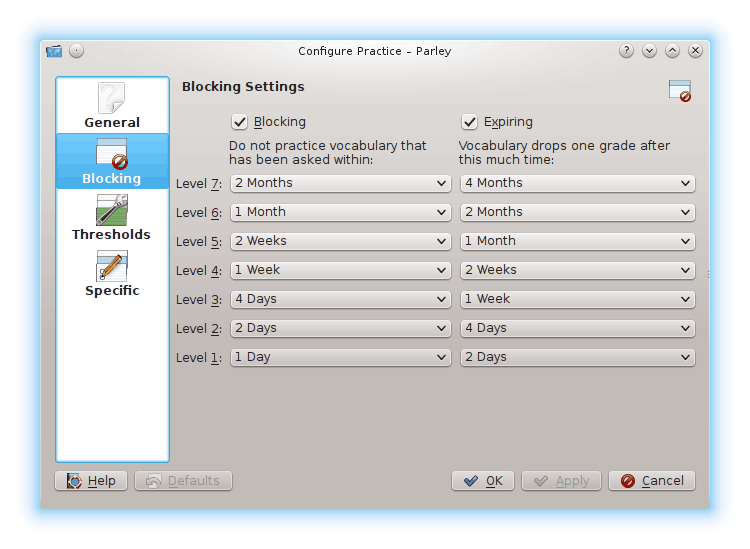 Configure Practice – Parley
General
Blocking
Thresholds
Specific
Blocking Settings
Blocking
Expiring
Do not practice vocabulary that
has been asked within:
Vocabulary drops one grade after
this much time:
Level 7: 2 Months 4 Months
Level 6: 1 Month 2 Months
Level 5: 2 Weeks 1 Month
Level 4: 1 Week 2 Weeks
Level 3: 4 Days 1 Week
Level 2: 2 Days 4 Days
Level 1: 1 Day 2 Days
Help Defaults OK Apply Cancel